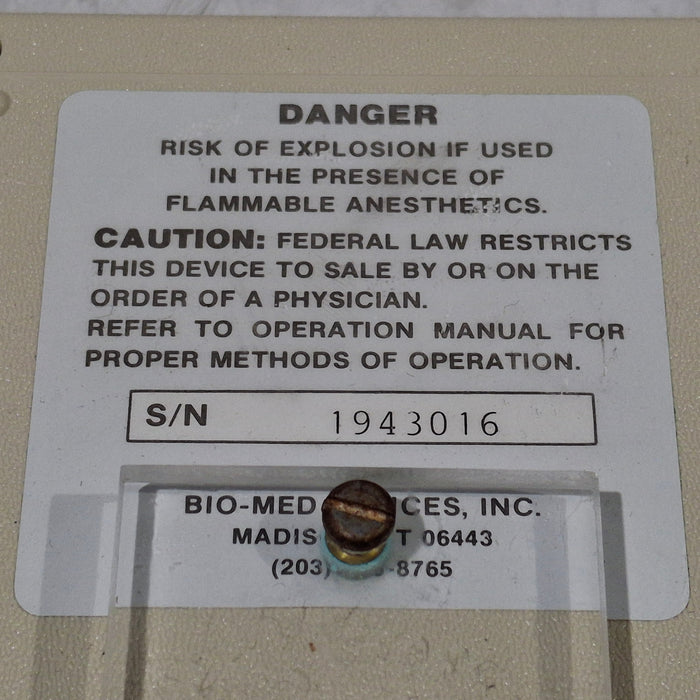 DANGER
RISK OF EXPLOSION IF USED
IN THE PRESENCE OF
FLAMMABLE ANESTHETICS.
CAUTION: FEDERAL LAW RESTRICTS
THIS DEVICE TO SALE BY OR ON THE
ORDER OF A PHYSICIAN.
REFER TO OPERATION MANUAL FOR
PROPER METHODS OF OPERATION.
S/N 1943016
BIO-MED INC.
06443
(203) 8765